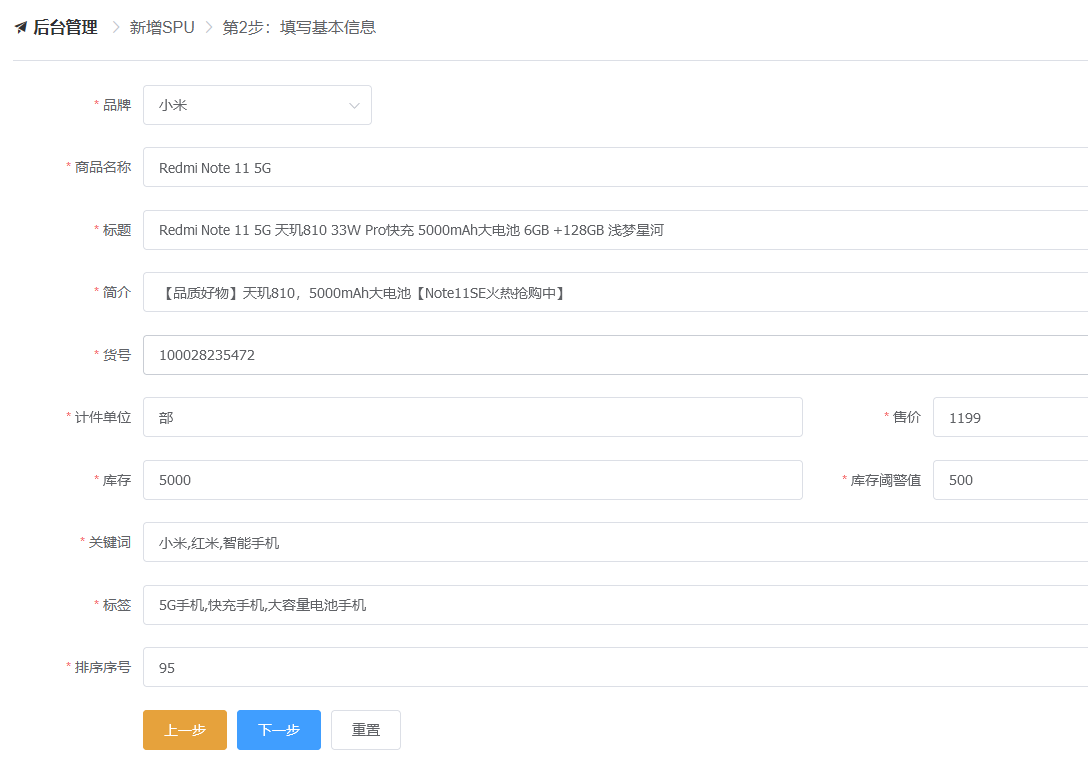 后台管理 新增SPU 第2步：填写基本信息
* 品牌 小米
* 商品名称 Redmi Note 11 5G
* 标题 Redmi Note 11 5G 天玑810 33W Pro快充 5000mAh大电池 6GB +128GB 浅梦星河
* 简介 【品质好物】天玑810，5000mAh大电池【Note11SE火热抢购中】
* 货号 100028235472
* 计件单位 部 * 售价 1199
* 库存 5000 * 库存阈警值 500
* 关键词 小米,红米,智能手机
* 标签 5G手机,快充手机,大容量电池手机
* 排序序号 95
上一步 下一步 重置